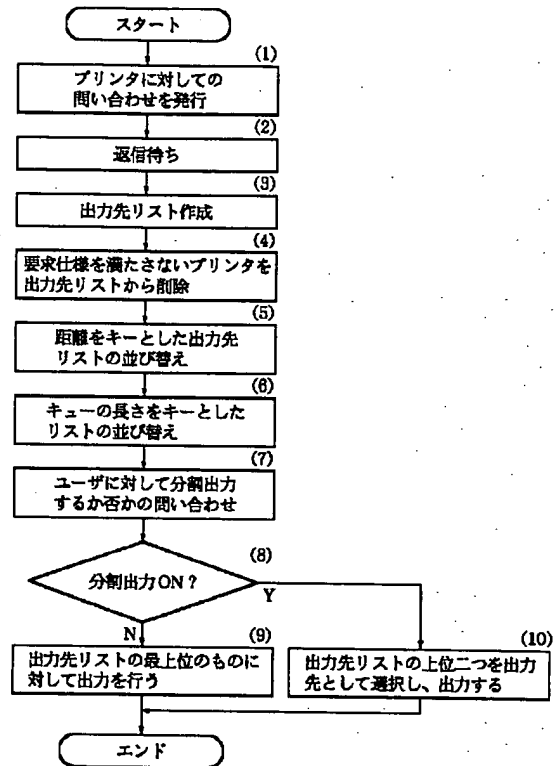 スタート
(1)
プリンタに対しての
問い合わせを発行
(2)
返信待ち
(3)
出力先リスト作成
(4)
要求仕様を満たさないプリンタを
出力先リストから削除
(5)
距離をキーとした出力先
リストの並び替え
(6)
キューの長さをキーとした
リストの並び替え
(7)
ユーザに対して分割出力
するか否かの問い合わせ
(8)
分割出力ON？
Y
N
(9)
出力先リストの最上位のものに
対して出力を行う
(10)
出力先リストの上位二つを出力
先として選択し、出力する
エンド